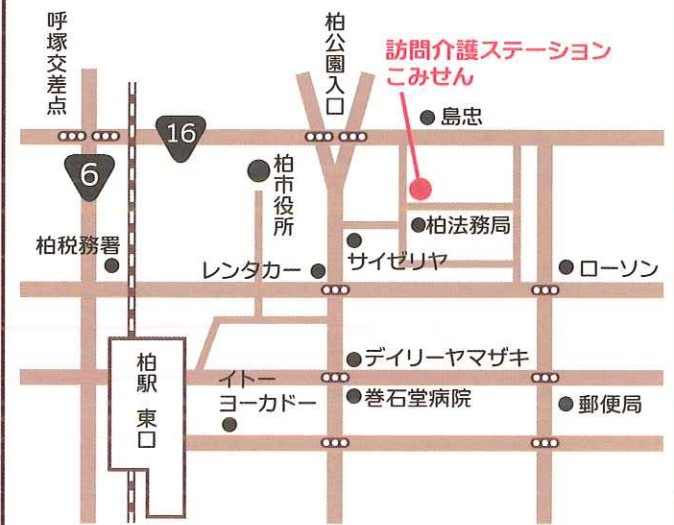 呼塚交差点
柏公園入口
訪問介護ステーション
こみせん
島忠
16
6
柏市役所
柏法務局
柏税務署
レンタカー
サイゼリヤ
ローソン
柏駅 東口
デイリーヤマザキ
イトー
ヨーカドー
巻石堂病院
郵便局